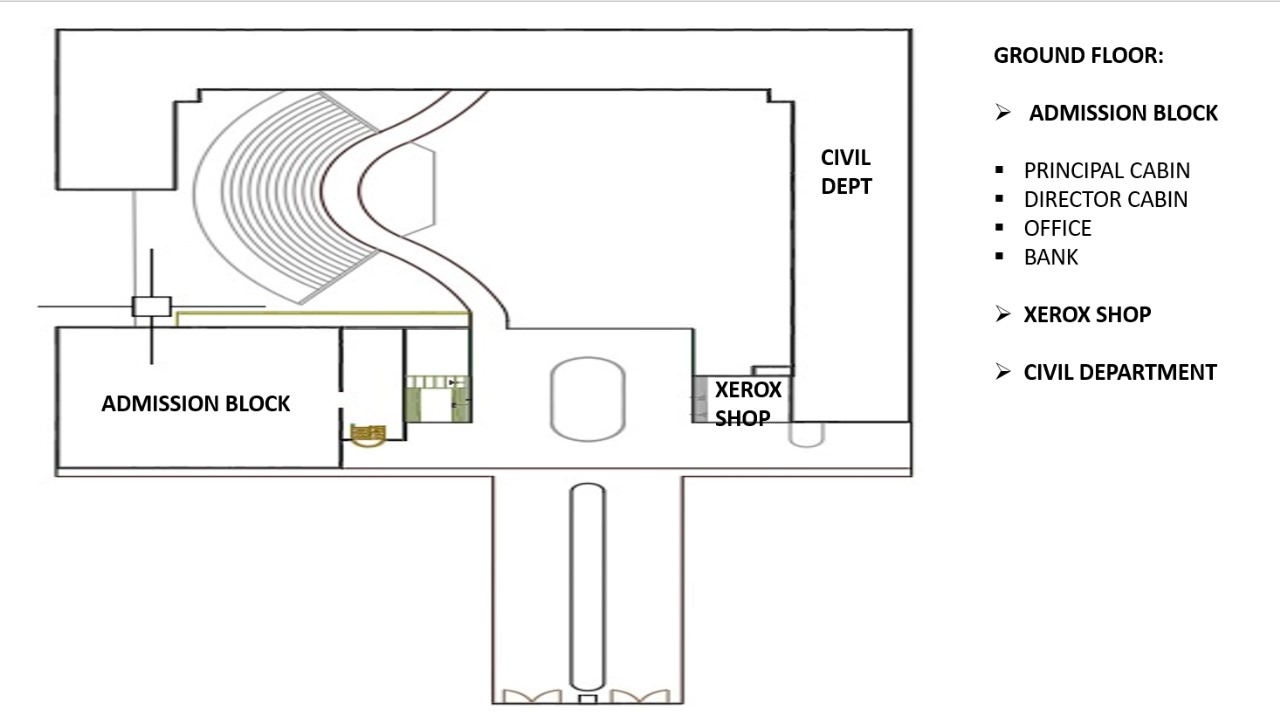 GROUND FLOOR:
ADMISSION BLOCK
PRINCIPAL CABIN
DIRECTOR CABIN
OFFICE
BANK
XEROX SHOP
CIVIL DEPARTMENT
CIVIL
DEPT
ADMISSION BLOCK
XEROX
SHOP